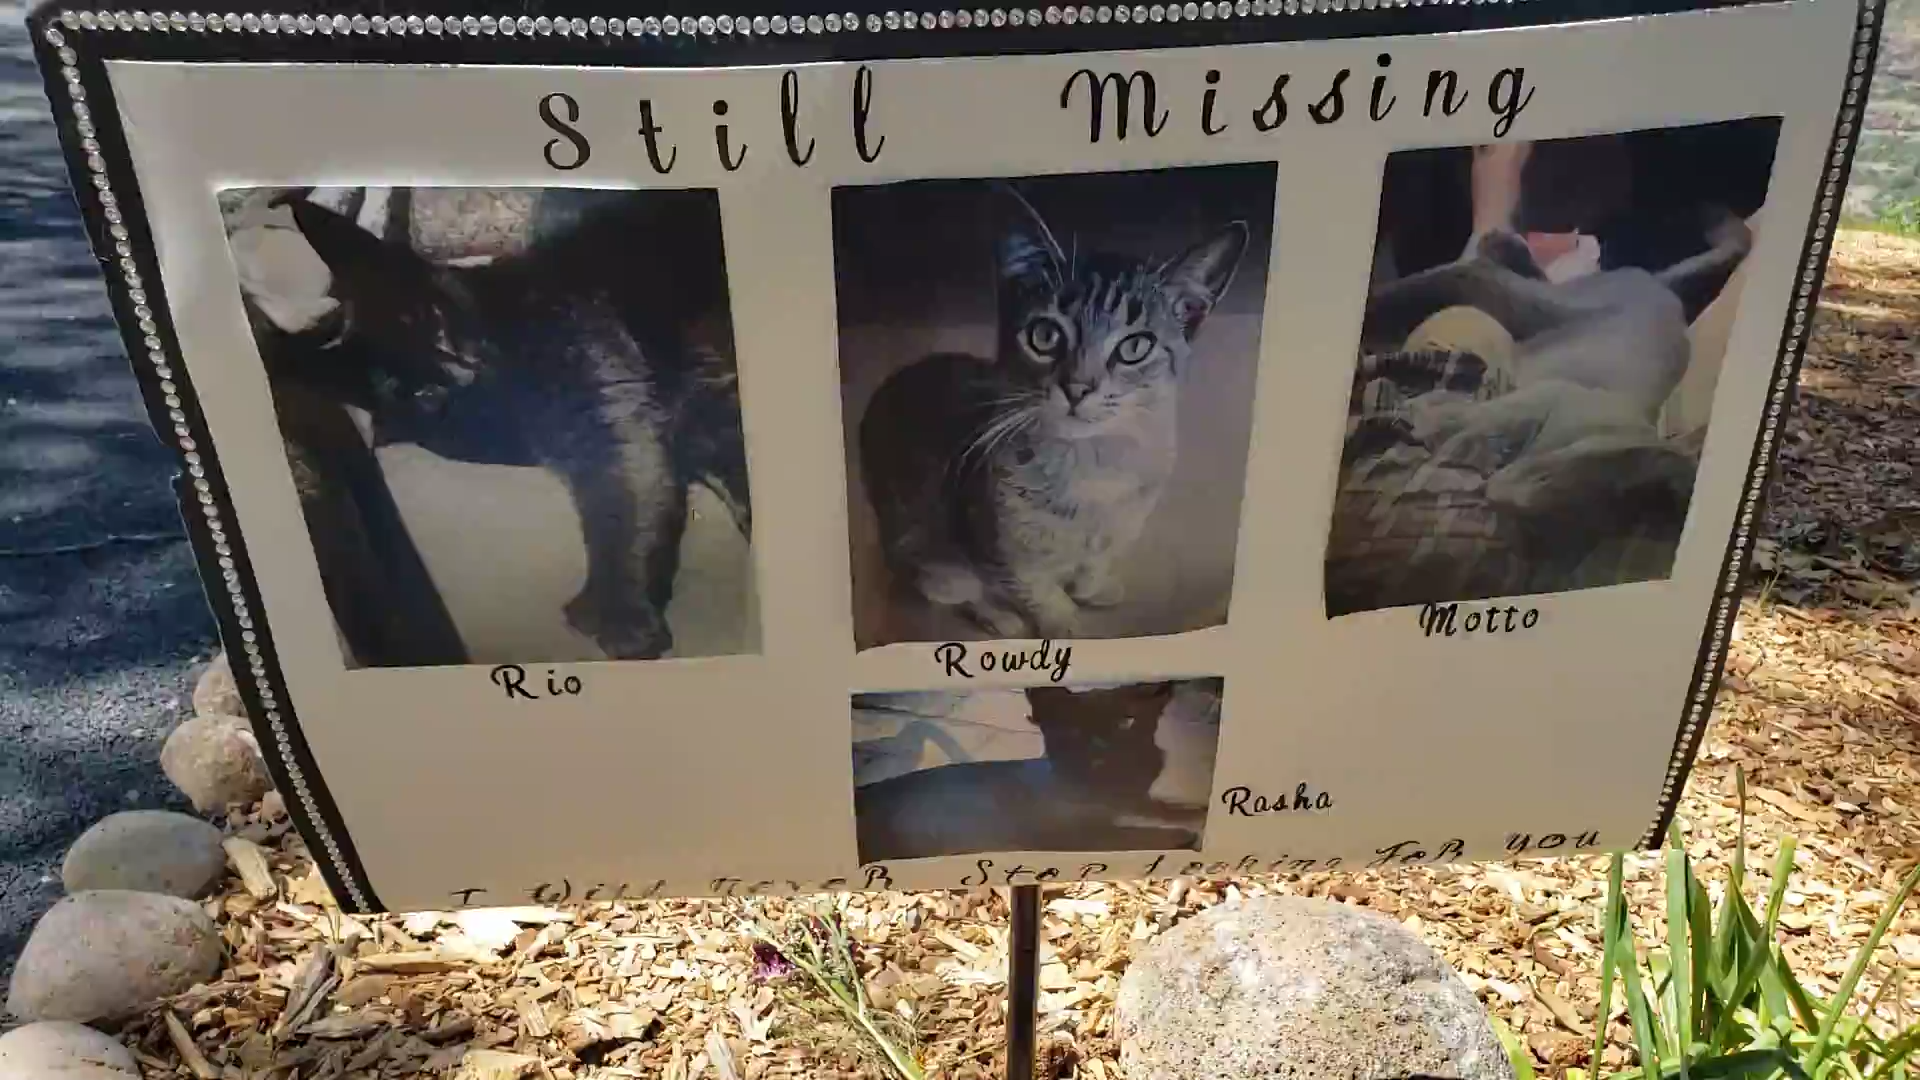 Still Missing
Rio
Rowdy
Motto
Rasha
I Will never Stop Looking For you